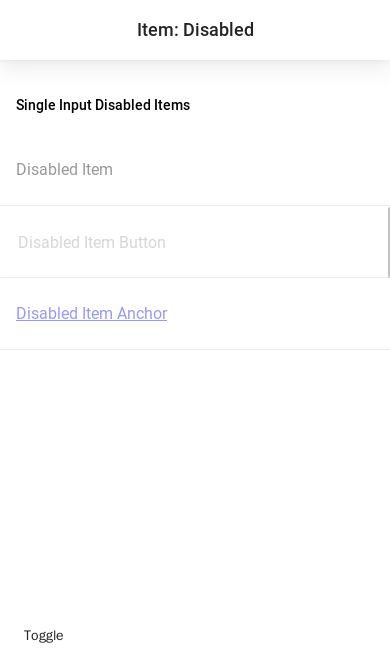 Item: Disabled
Single Input Disabled Items
Disabled Item
Disabled Item Button
Disabled Item Anchor
Toggle